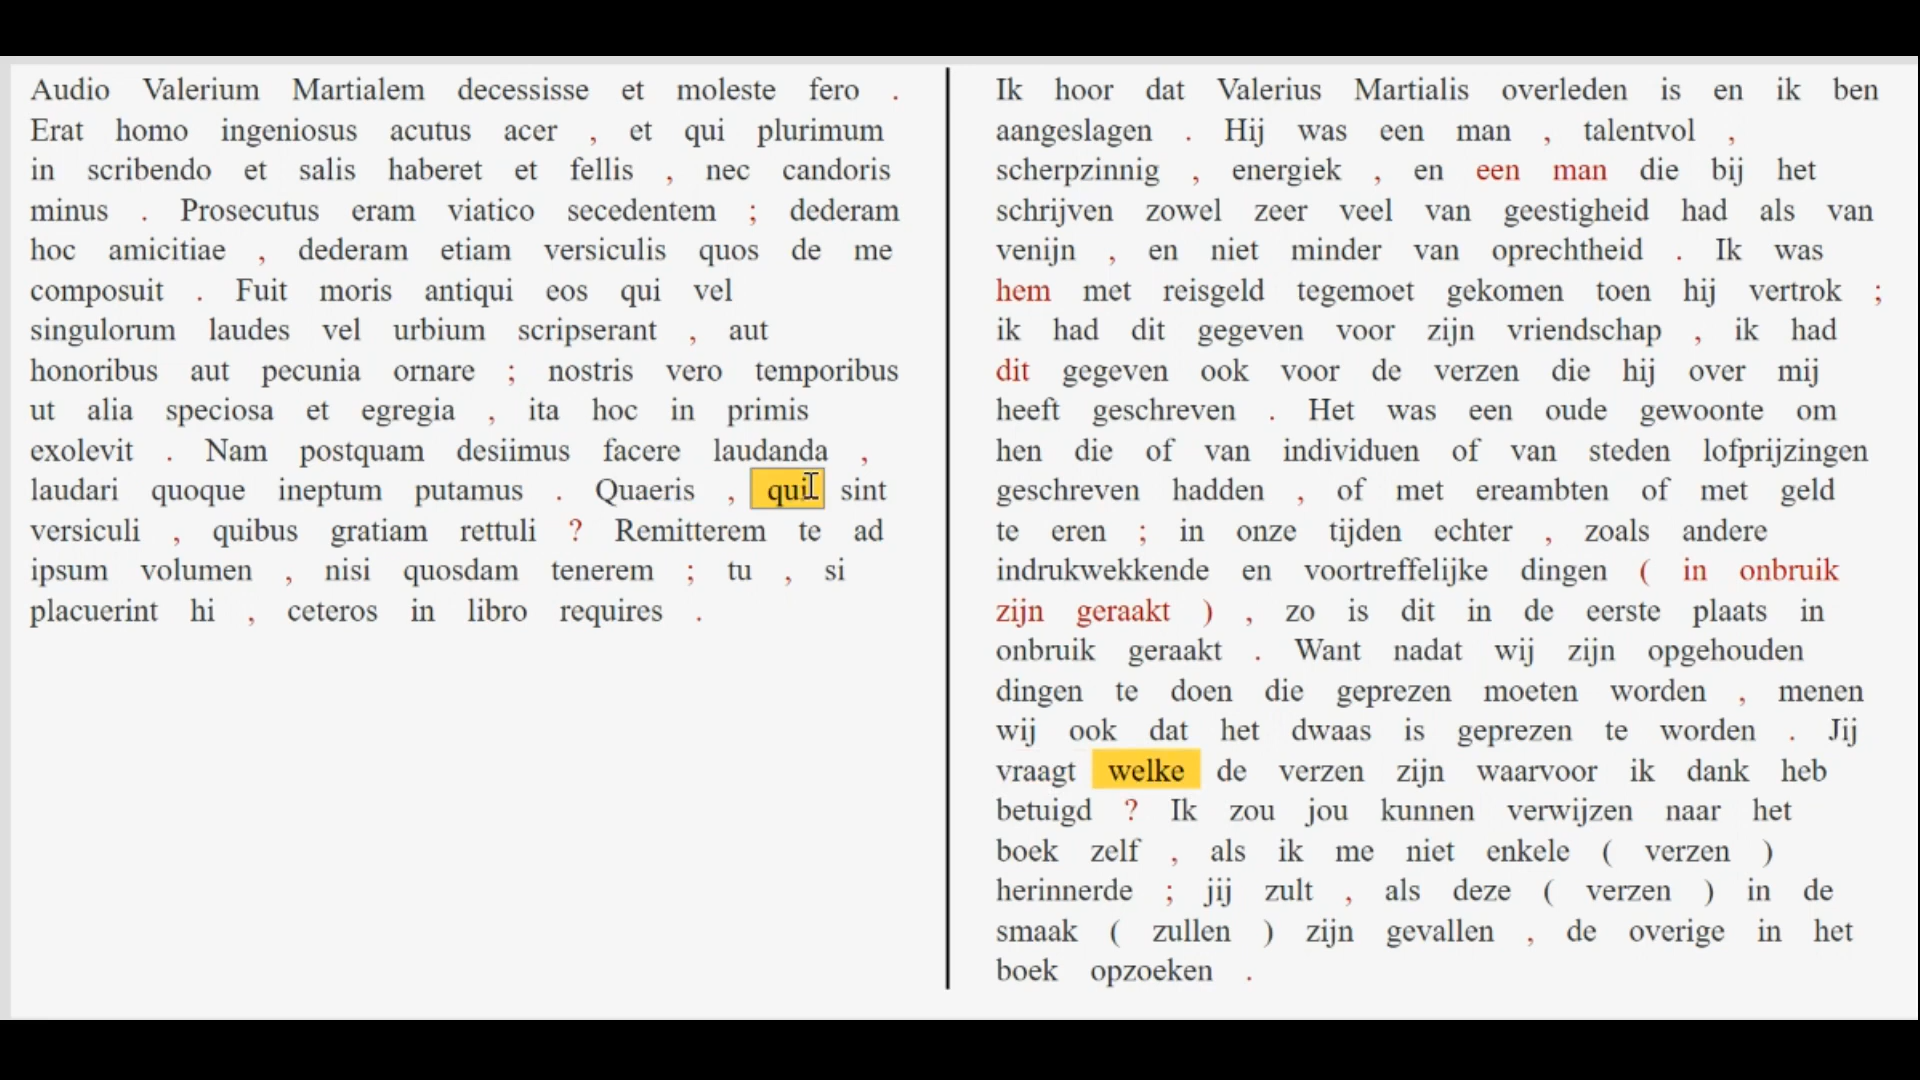 Audio Valerium Martialem decessisse et moleste fero .
Erat homo ingeniosus acutus acer , et qui plurimum
in scribendo et salis haberet et fellis , nec candoris
minus . Prosecutus eram viatico secedentem ; dederam
hoc amicitiae , dederam etiam versiculis quos de me
composuit . Fuit moris antiqui eos qui vel
singulorum laudes vel urbium scripserant , aut
honoribus aut pecunia ornare ; nostris vero temporibus
ut alia speciosa et egregia , ita hoc in primis
exolevit . Nam postquam desiimus facere laudanda ,
laudari quoque ineptum putamus . Quaeris , qui sint
versiculi , quibus gratiam rettuli ? Remitterem te ad
ipsum volumen , nisi quosdam tenerem ; tu , si
placuerint hi , ceteros in libro requires .
Ik hoor dat Valerius Martialis overleden is en ik ben
aangeslagen . Hij was een man , talentvol ,
scherpzinnig , energiek , en een man die bij het
schrijven zowel zeer veel van geestigheid had als van
venijn , en niet minder van oprechtheid . Ik was
hem met reisgeld tegemoet gekomen toen hij vertrok ;
ik had dit gegeven voor zijn vriendschap , ik had
dit gegeven ook voor de verzen die hij over mij
heeft geschreven . Het was een oude gewoonte om
hen die of van individuen of van steden lofprijzingen
geschreven hadden , of met ereambten of met geld
te eren ; in onze tijden echter , zoals andere
indrukwekkende en voortreffelijke dingen ( in onbruik
zijn geraakt ) , zo is dit in de eerste plaats in
onbruik geraakt . Want nadat wij zijn opgehouden
dingen te doen die geprezen moeten worden , menen
wij ook dat het dwaas is geprezen te worden . Jij
vraagt welke de verzen zijn waarvoor ik dank heb
betuigd ? Ik zou jou kunnen verwijzen naar het
boek zelf , als ik me niet enkele ( verzen )
herinnerde ; jij zult , als deze ( verzen ) in de
smaak ( zullen ) zijn gevallen , de overige in het
boek opzoeken .